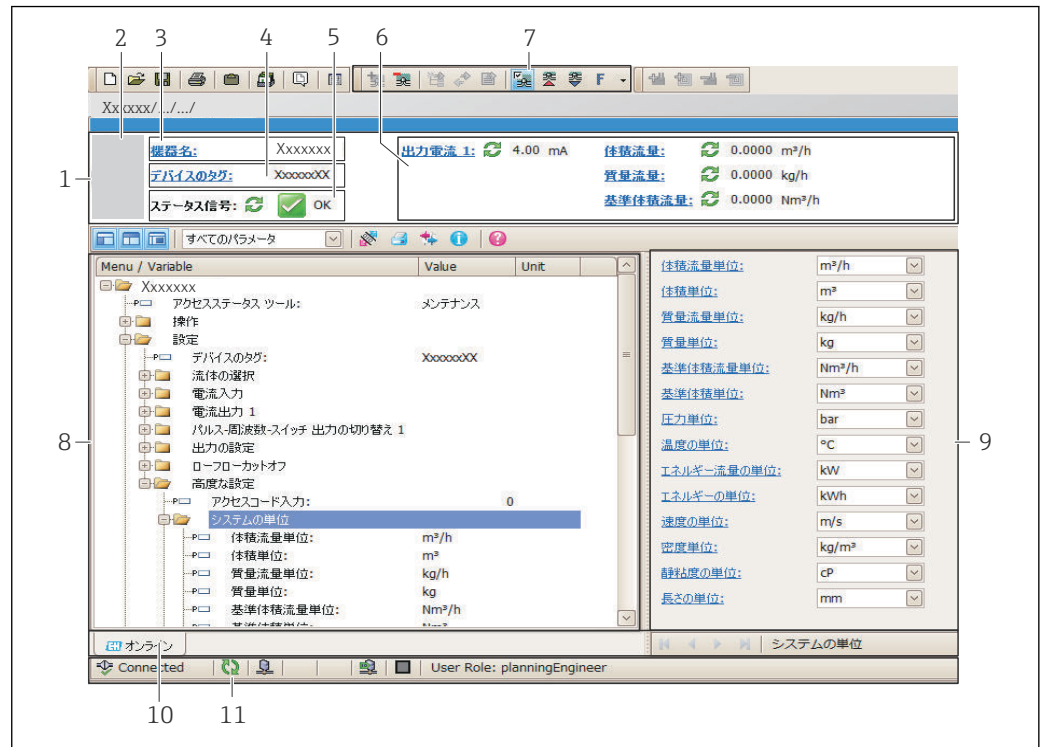 2 3 4 5 6 7
F
Xxxxxx/.../.../
1
機器名: Xxxxxxx
デバイスのタグ: XxxxxxXX
ステータス信号: OK
出力電流 1: 4.00 mA
体積流量: 0.0000 m³/h
質量流量: 0.0000 kg/h
基準体積流量: 0.0000 Nm³/h
すべてのパラメータ
8
Menu / Variable Value Unit
Xxxxxxx
アクセスステータス ツール: メンテナンス
操作
設定
デバイスのタグ: XxxxxxXX
流体の選択
電流入力
電流出力 1
パルス-周波数-スイッチ 出力の切り替え 1
出力の設定
ローフローカットオフ
高度な設定
アクセスコード入力: 0
システムの単位
体積流量単位: m³/h
体積単位: m³
質量流量単位: kg/h
質量単位: kg
基準体積流量単位: Nm³/h
体積流量単位: m³/h
体積単位: m³
質量流量単位: kg/h
質量単位: kg
基準体積流量単位: Nm³/h
基準体積単位: Nm³
圧力単位: bar
温度の単位: °C
エネルギー流量の単位: kW
エネルギーの単位: kWh
速度の単位: m/s
密度単位: kg/m³
静粘度の単位: cP
長さの単位: mm
9
オンライン
システムの単位
Connected User Role: planningEngineer
10 11